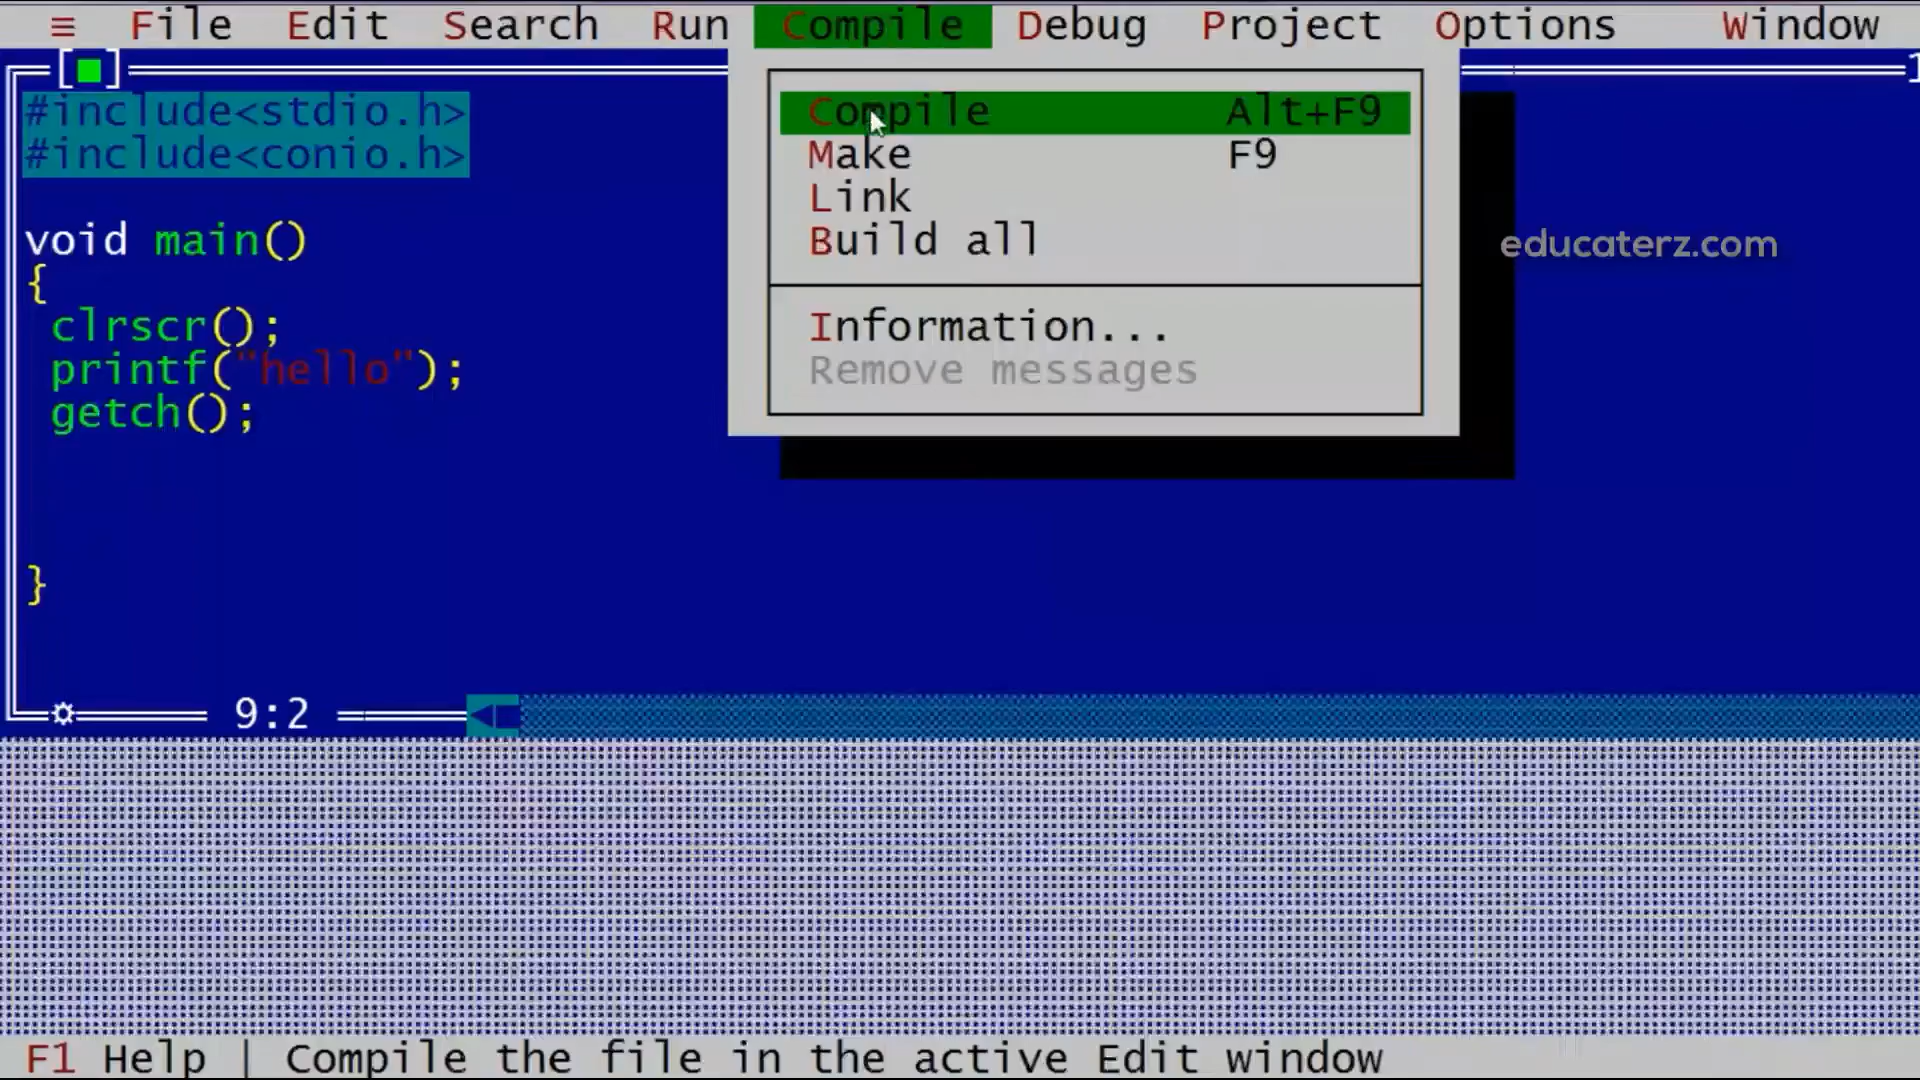 ≡ File Edit Search Run Compile Debug Project Options Window
[■] 1
#include<stdio.h>
#include<conio.h>
void main()
{
clrscr();
printf("hello");
getch();
}
Compile Alt+F9
Make F9
Link
Build all
Information...
Remove messages
educaterz.com
9:2
F1 Help | Compile the file in the active Edit window